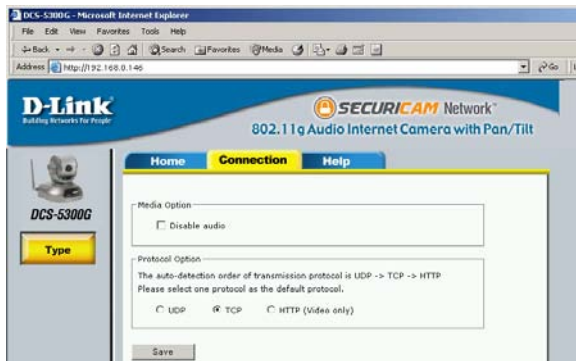 DCS-5300G - Microsoft Internet Explorer
File Edit View Favorites Tools Help
Back Search Favorites Media
Address http://192.168.0.146 Go
D-Link
Building Networks for People
SECURICAM Network
802.11g Audio Internet Camera with Pan/Tilt
Home Connection Help
DCS-5300G
Type
Media Option
Disable audio
Protocol Option
The auto-detection order of transmission protocol is UDP -> TCP -> HTTP
Please select one protocol as the default protocol.
UDP TCP HTTP (Video only)
Save